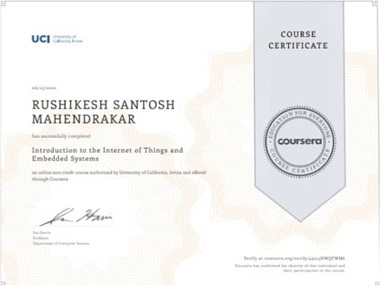 UCI University of
California, Irvine
COURSE
CERTIFICATE
RUSHIKESH SANTOSH
MAHENDRAKAR
has successfully completed
Introduction to the Internet of Things and
Embedded Systems
an online non-credit course authorized by University of California, Irvine and offered
through Coursera
EDUCATION FOR EVERYONE
coursera
COURSE CERTIFICATE
Ian Harris
Professor
Department of Computer Science
Verify at coursera.org/verify/
Coursera has confirmed the identity of this individual and
their participation in the course.